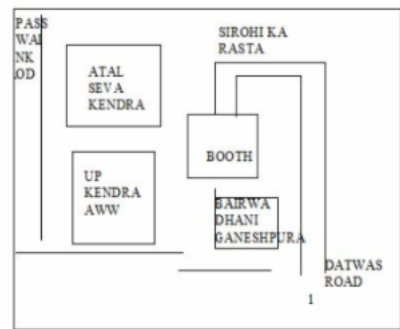 PASS
WAI
NK
OD
SIROHI KA
RASTA
ATAL
SEVA
KENDRA
BOOTH
UP
KENDRA
AWW
BAIRWA
DHANI
GANESHPURA
DATWAS
ROAD
1